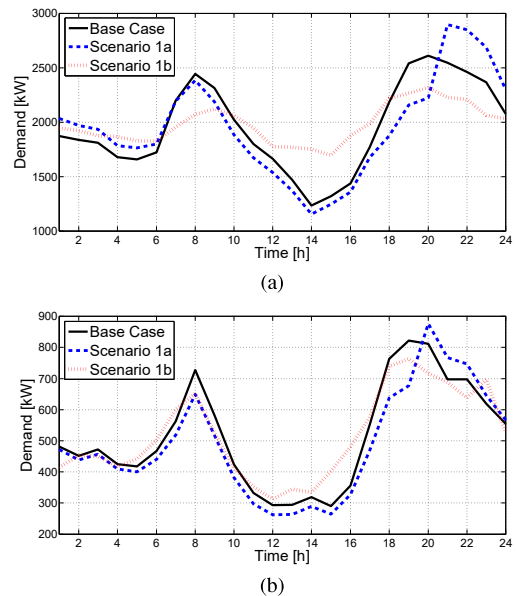 3000
2500
2000
1500
1000
Demand [kW]
Base Case
Scenario 1a
Scenario 1b
2 4 6 8 10 12 14 16 18 20 22 24
Time [h]
(a)
900
800
700
600
500
400
300
200
Demand [kW]
Base Case
Scenario 1a
Scenario 1b
2 4 6 8 10 12 14 16 18 20 22 24
Time [h]
(b)